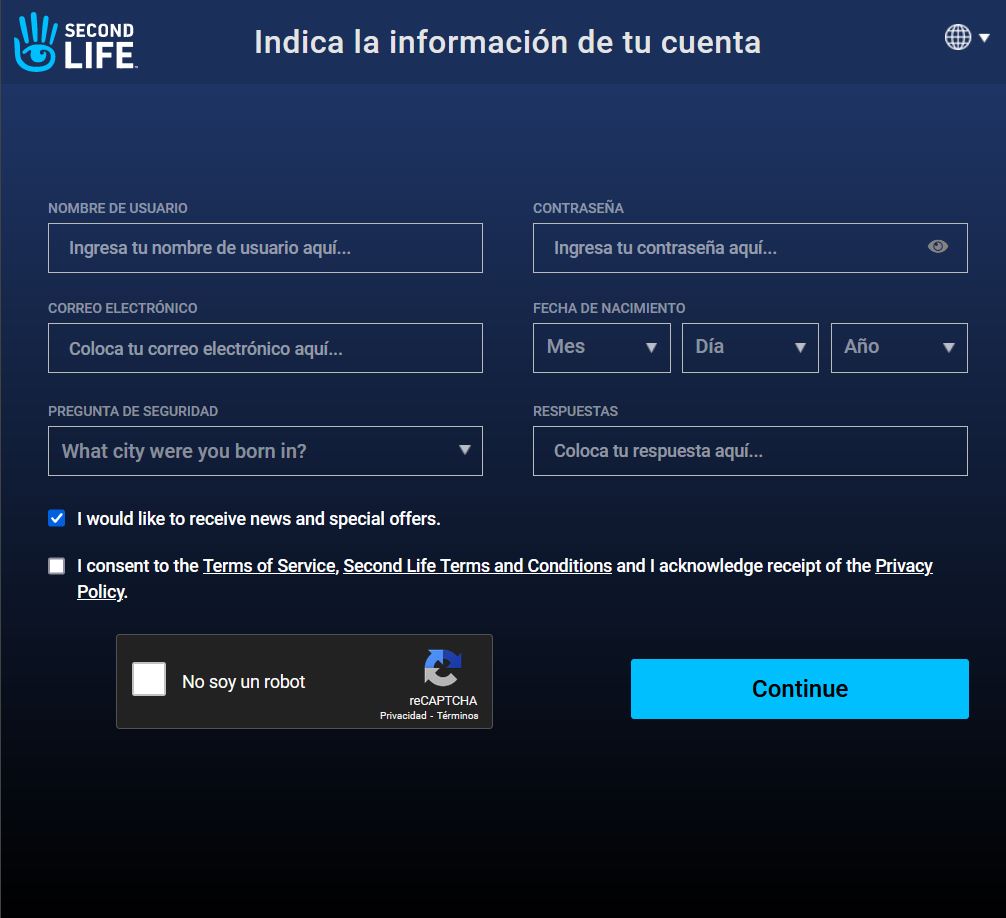 SECOND
LIFE™
Indica la información de tu cuenta
NOMBRE DE USUARIO
CONTRASEÑA
Ingresa tu nombre de usuario aquí...
Ingresa tu contraseña aquí...
CORREO ELECTRÓNICO
FECHA DE NACIMIENTO
Coloca tu correo electrónico aquí...
Mes
Día
Año
PREGUNTA DE SEGURIDAD
RESPUESTAS
What city were you born in?
Coloca tu respuesta aquí...
I would like to receive news and special offers.
I consent to the Terms of Service, Second Life Terms and Conditions and I acknowledge receipt of the Privacy
Policy.
No soy un robot
reCAPTCHA
Privacidad - Términos
Continue